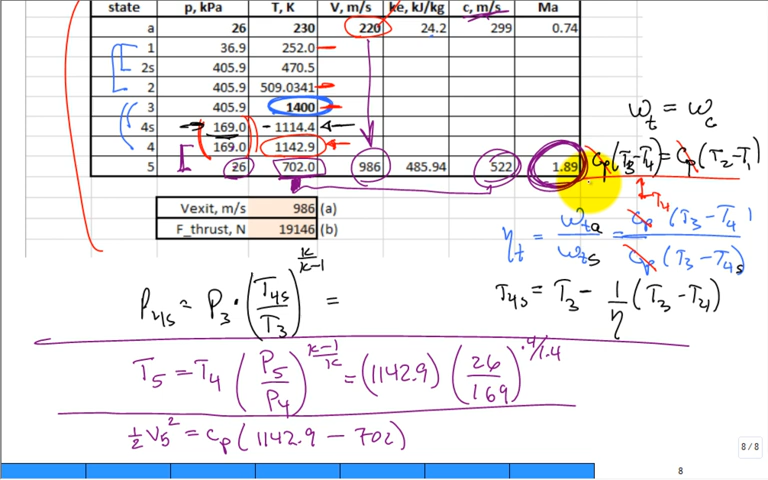 state p, kPa T, K V, m/s ke, kJ/kg c, m/s Ma
a 26 230 220 24.2 299 0.74
1 36.9 252.0
2s 405.9 470.5
2 405.9 509.0341
3 405.9 1400
4s 169.0 1114.4
4 169.0 1142.9
5 26 702.0 986 485.94 522 1.89
w_t = w_c
c_p(T_3-T_4) = c_p(T_2-T_1)
T_4
Vexit, m/s 986 (a)
F_thrust, N 19146 (b)
η_t = w_ta/w_ts = c_p(T_3-T_4)/c_p(T_3-T_4s)
P_4s = P_3 · (T_4s/T_3)^(k/k-1) =
T_4s = T_3 - 1/η (T_3-T_4)
T_5 = T_4 (P_5/P_4)^(k-1/k) = (1142.9) (26/169)^.4/1.4
1/2 V_5^2 = c_p (1142.9 - 702)
8/8
8